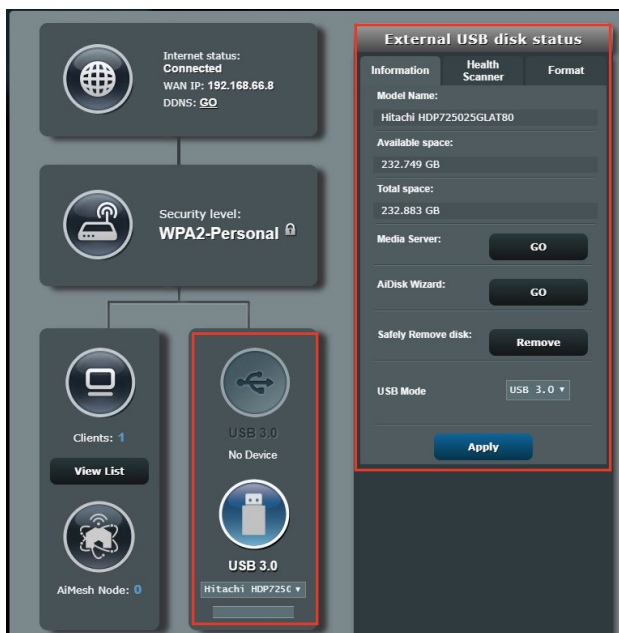 Internet status:
Connected
WAN IP: 192.168.66.8
DDNS: GO
Security level:
WPA2-Personal
Clients: 1
View List
AiMesh Node: 0
USB 3.0
No Device
USB 3.0
Hitachi HDP725C
External USB disk status
Information
Health
Scanner
Format
Model Name:
Hitachi HDP725025GLAT80
Available space:
232.749 GB
Total space:
232.883 GB
Media Server:
GO
AiDisk Wizard:
GO
Safely Remove disk:
Remove
USB Mode
USB 3.0
Apply